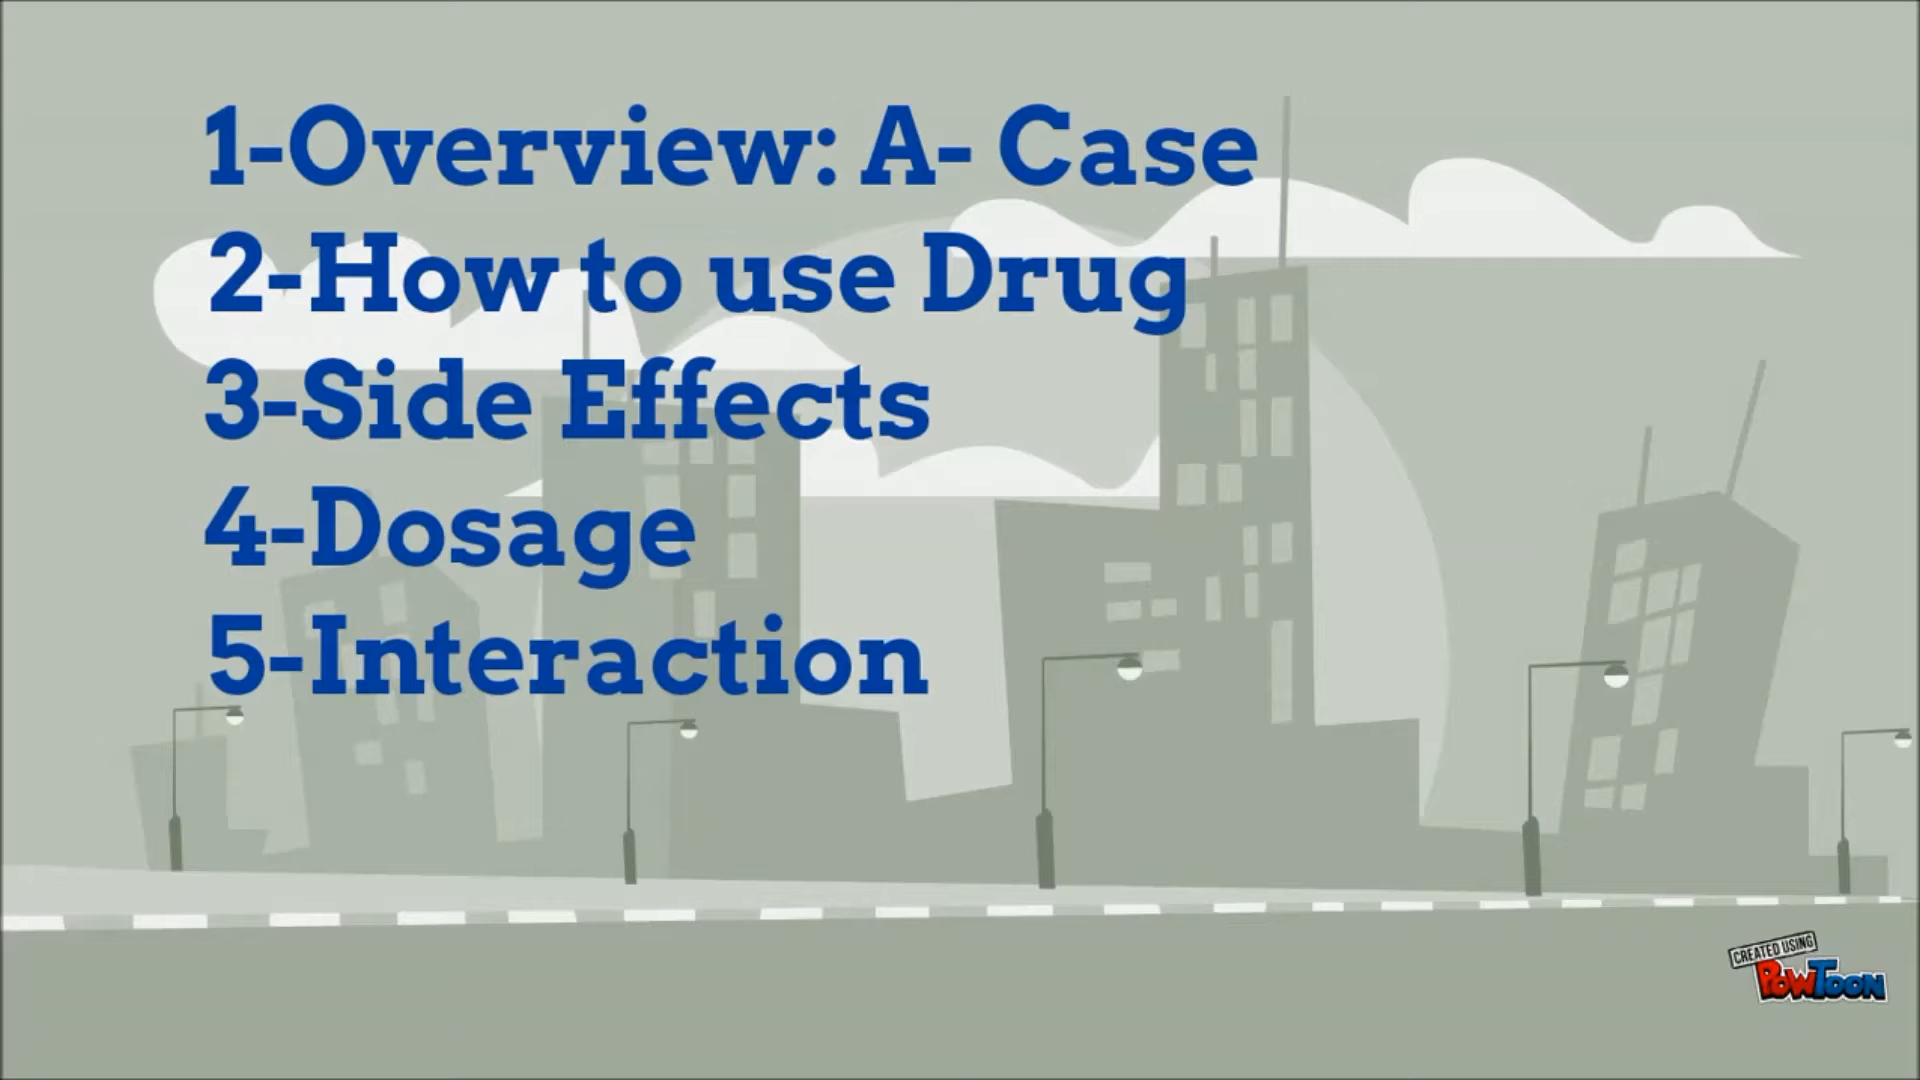 1-Overview: A- Case
2-How to use Drug
3-Side Effects
4-Dosage
5-Interaction
CREATED USING
POWTOON